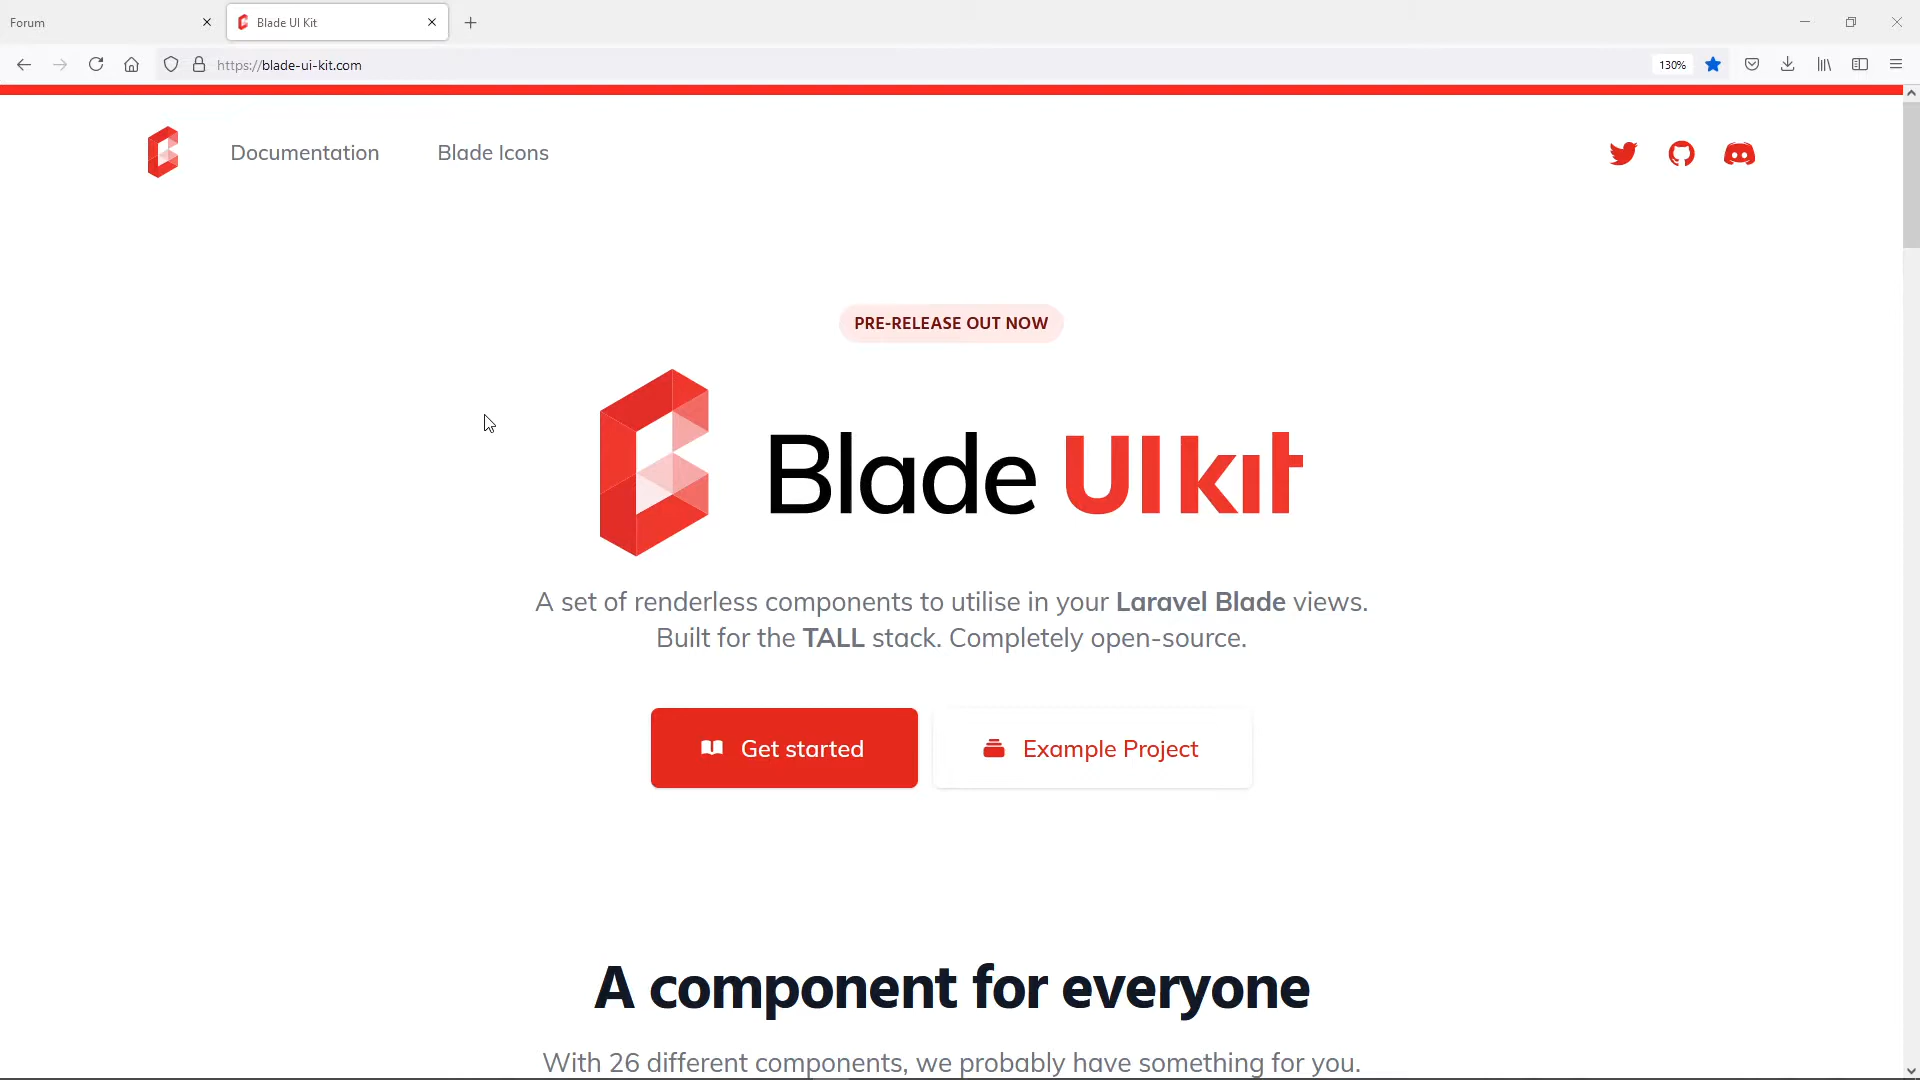 Forum
Blade UI Kit
https://blade-ui-kit.com
130%
Documentation
Blade Icons
PRE-RELEASE OUT NOW
Blade UI kit
A set of renderless components to utilise in your Laravel Blade views.
Built for the TALL stack. Completely open-source.
Get started
Example Project
A component for everyone
With 26 different components, we probably have something for you.